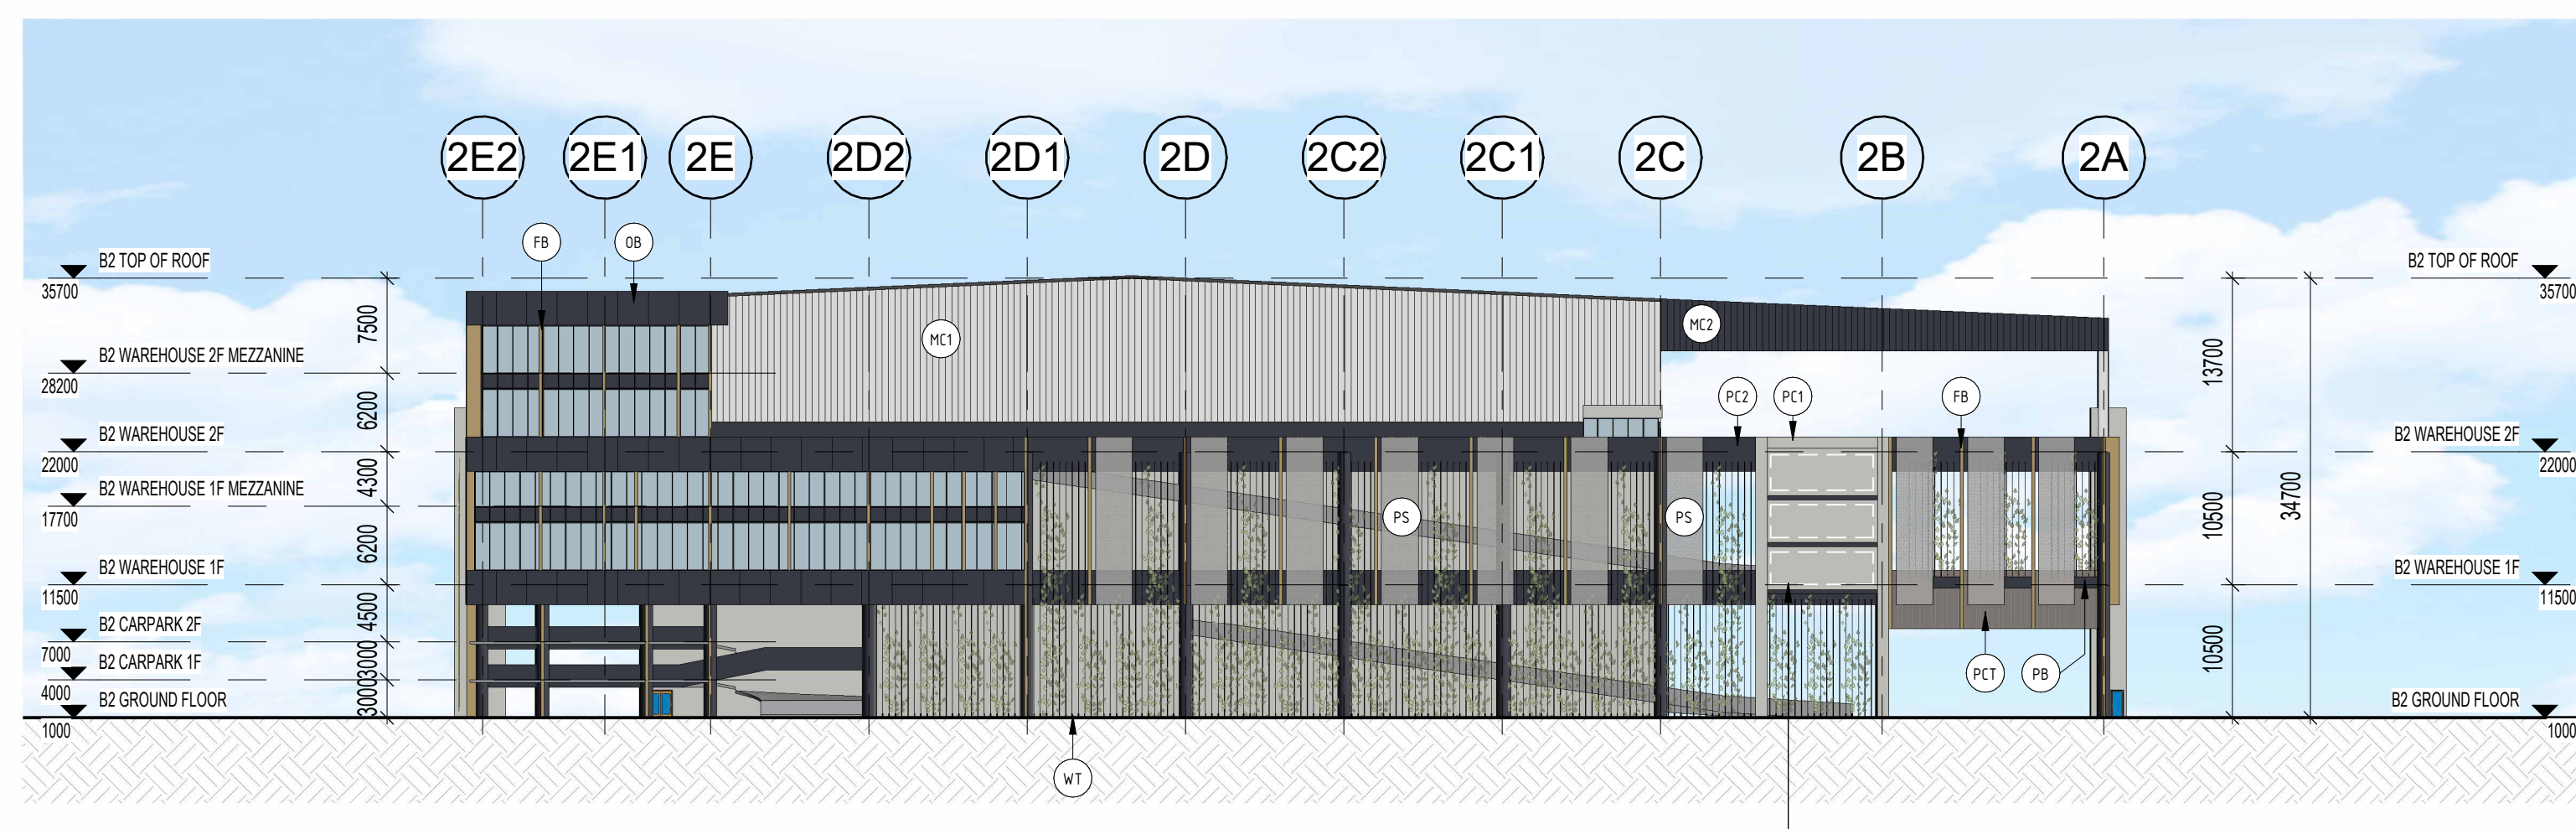 2E2 2E1 2E 2D2 2D1 2D 2C2 2C1 2C 2B 2A
FB OB
B2 TOP OF ROOF
35700
B2 TOP OF ROOF
35700
7500
MC1
MC2
B2 WAREHOUSE 2F MEZZANINE
28200
13700
6200
PC2 PC1 FB
B2 WAREHOUSE 2F
22000
B2 WAREHOUSE 2F
22000
4300
B2 WAREHOUSE 1F MEZZANINE
17700
PS PS
10500
34700
6200
B2 WAREHOUSE 1F
11500
B2 WAREHOUSE 1F
11500
4500
B2 CARPARK 2F
7000
3000
10500
B2 CARPARK 1F
4000
PCT PB
3000
B2 GROUND FLOOR
1000
B2 GROUND FLOOR
1000
WT